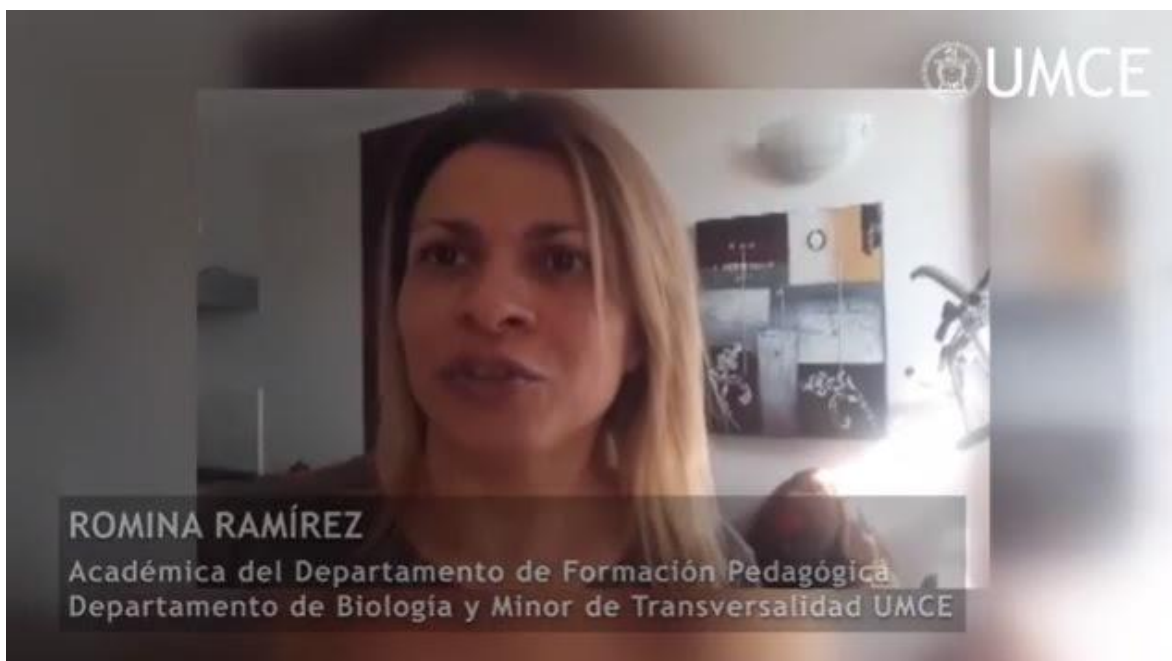 UMCE
ROMINA RAMÍREZ
Académica del Departamento de Formación Pedagógica
Departamento de Biología y Minor de Transversalidad UMCE